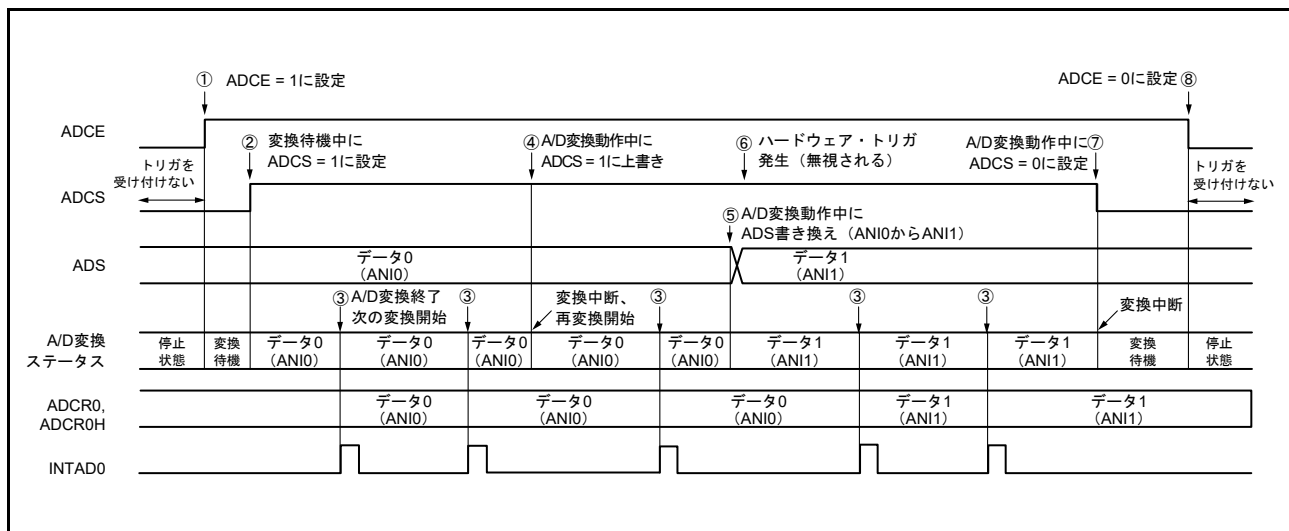 ① ADCE = 1に設定
ADCE = 0に設定 ⑧
ADCE
② 変換待機中に
ADCS = 1に設定
④ A/D変換動作中に
ADCS = 1に上書き
⑥ ハードウェア・トリガ
発生（無視される）
A/D変換動作中に⑦
ADCS = 0に設定
トリガを
受け付けない
トリガを
受け付けない
ADCS
⑤ A/D変換動作中に
ADS書き換え（ANI0からANI1）
ADS
データ0
(ANI0)
データ1
(ANI1)
③ A/D変換終了
次の変換開始
③
変換中断、
再変換開始
③
③
③
変換中断
A/D変換
ステータス
停止
状態
変換
待機
データ0
(ANI0)
データ0
(ANI0)
データ0
(ANI0)
データ0
(ANI0)
データ0
(ANI0)
データ1
(ANI1)
データ1
(ANI1)
データ1
(ANI1)
変換
待機
停止
状態
ADCR0,
ADCR0H
データ0
(ANI0)
データ0
(ANI0)
データ0
(ANI0)
データ1
(ANI1)
データ1
(ANI1)
INTAD0